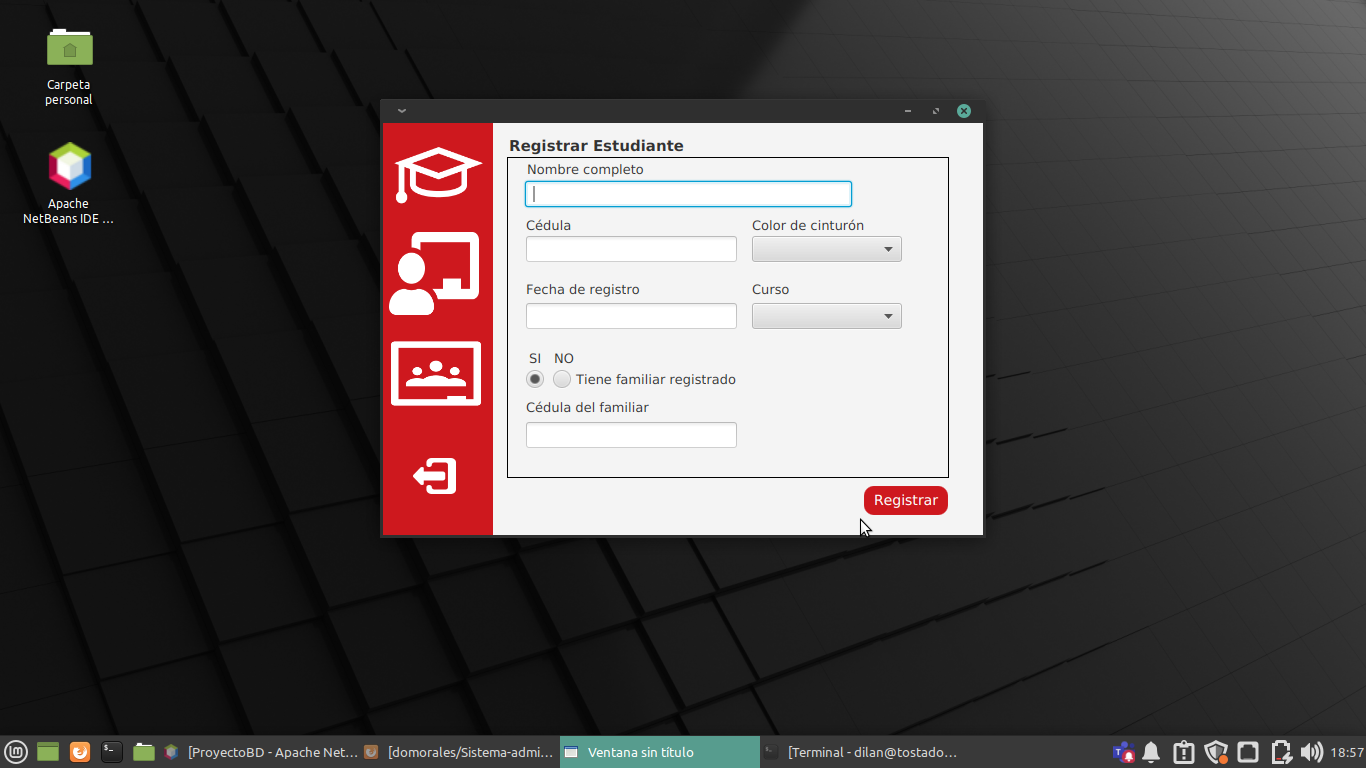 Carpeta
personal
Apache
NetBeans IDE ...
Registrar Estudiante
Nombre completo
Cédula
Color de cinturón
Fecha de registro
Curso
SI NO
Tiene familiar registrado
Cédula del familiar
Registrar
[ProyectoBD - Apache Net...
[domorales/Sistema-admi...
Ventana sin título
[Terminal - dilan@tostado...
18:57